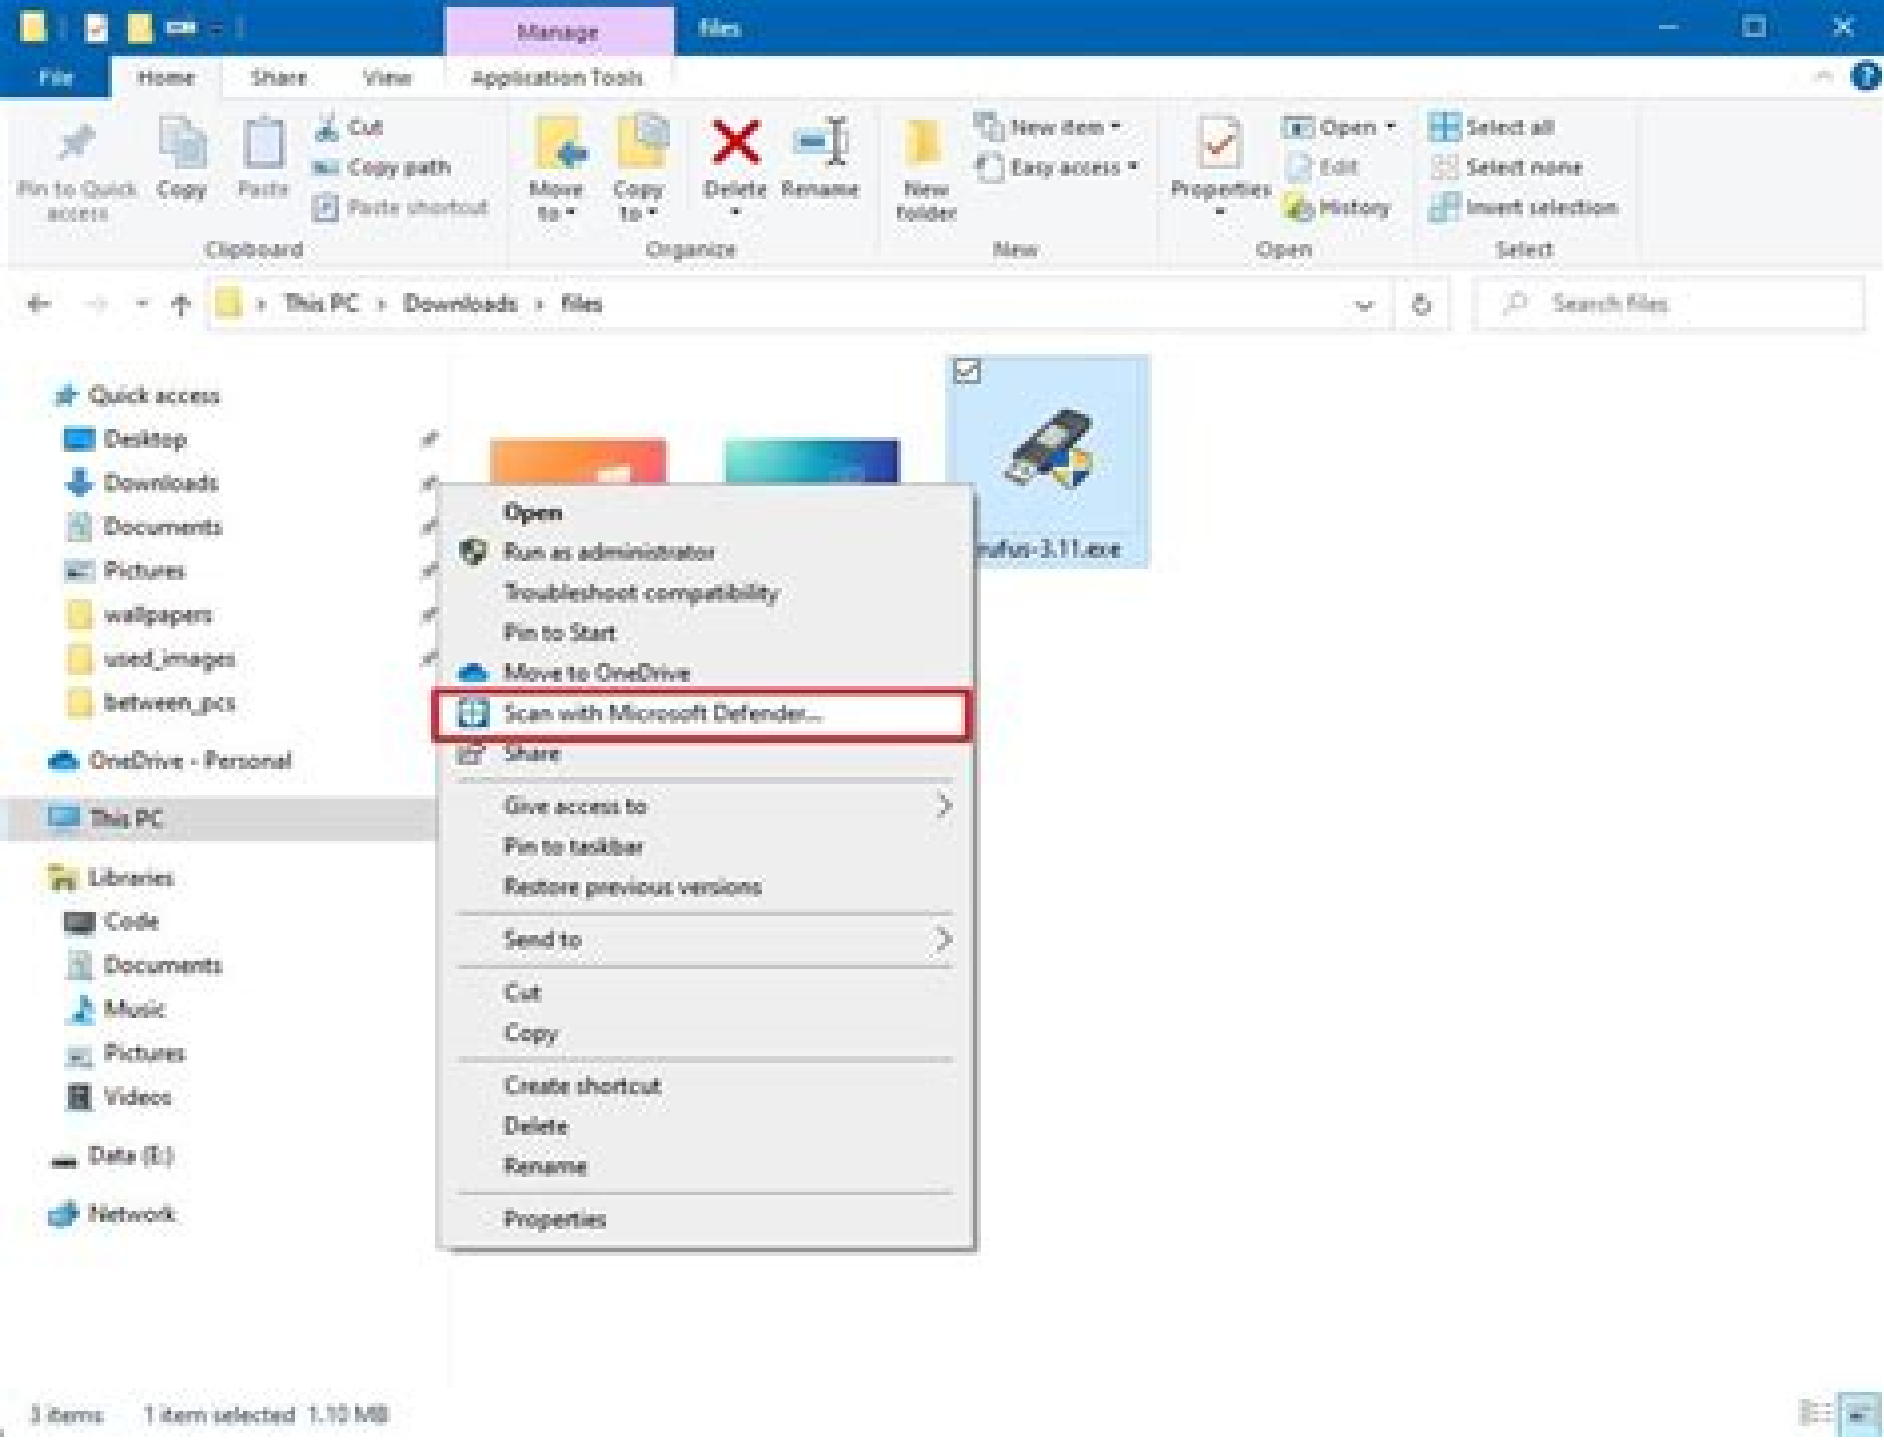 Manage
files
File
Home
Share
View
Application Tools
Pin to Quick
access
Copy
Paste
Cut
Copy path
Paste shortcut
Move
to
Copy
to
Delete
Rename
New
folder
New item
Easy access
Properties
Open
Edit
History
Select all
Select none
Invert selection
Clipboard
Organize
New
Open
Select
This PC
Downloads
files
Search files
Quick access
Desktop
Downloads
Documents
Pictures
wallpapers
used_images
between_pcs
OneDrive - Personal
This PC
Libraries
Code
Documents
Music
Pictures
Videos
Data (E:)
Network
rufus-3.11.exe
Open
Run as administrator
Troubleshoot compatibility
Pin to Start
Move to OneDrive
Scan with Microsoft Defender...
Share
Give access to
Pin to taskbar
Restore previous versions
Send to
Cut
Copy
Create shortcut
Delete
Rename
Properties
3 items
1 item selected 1.10 MB